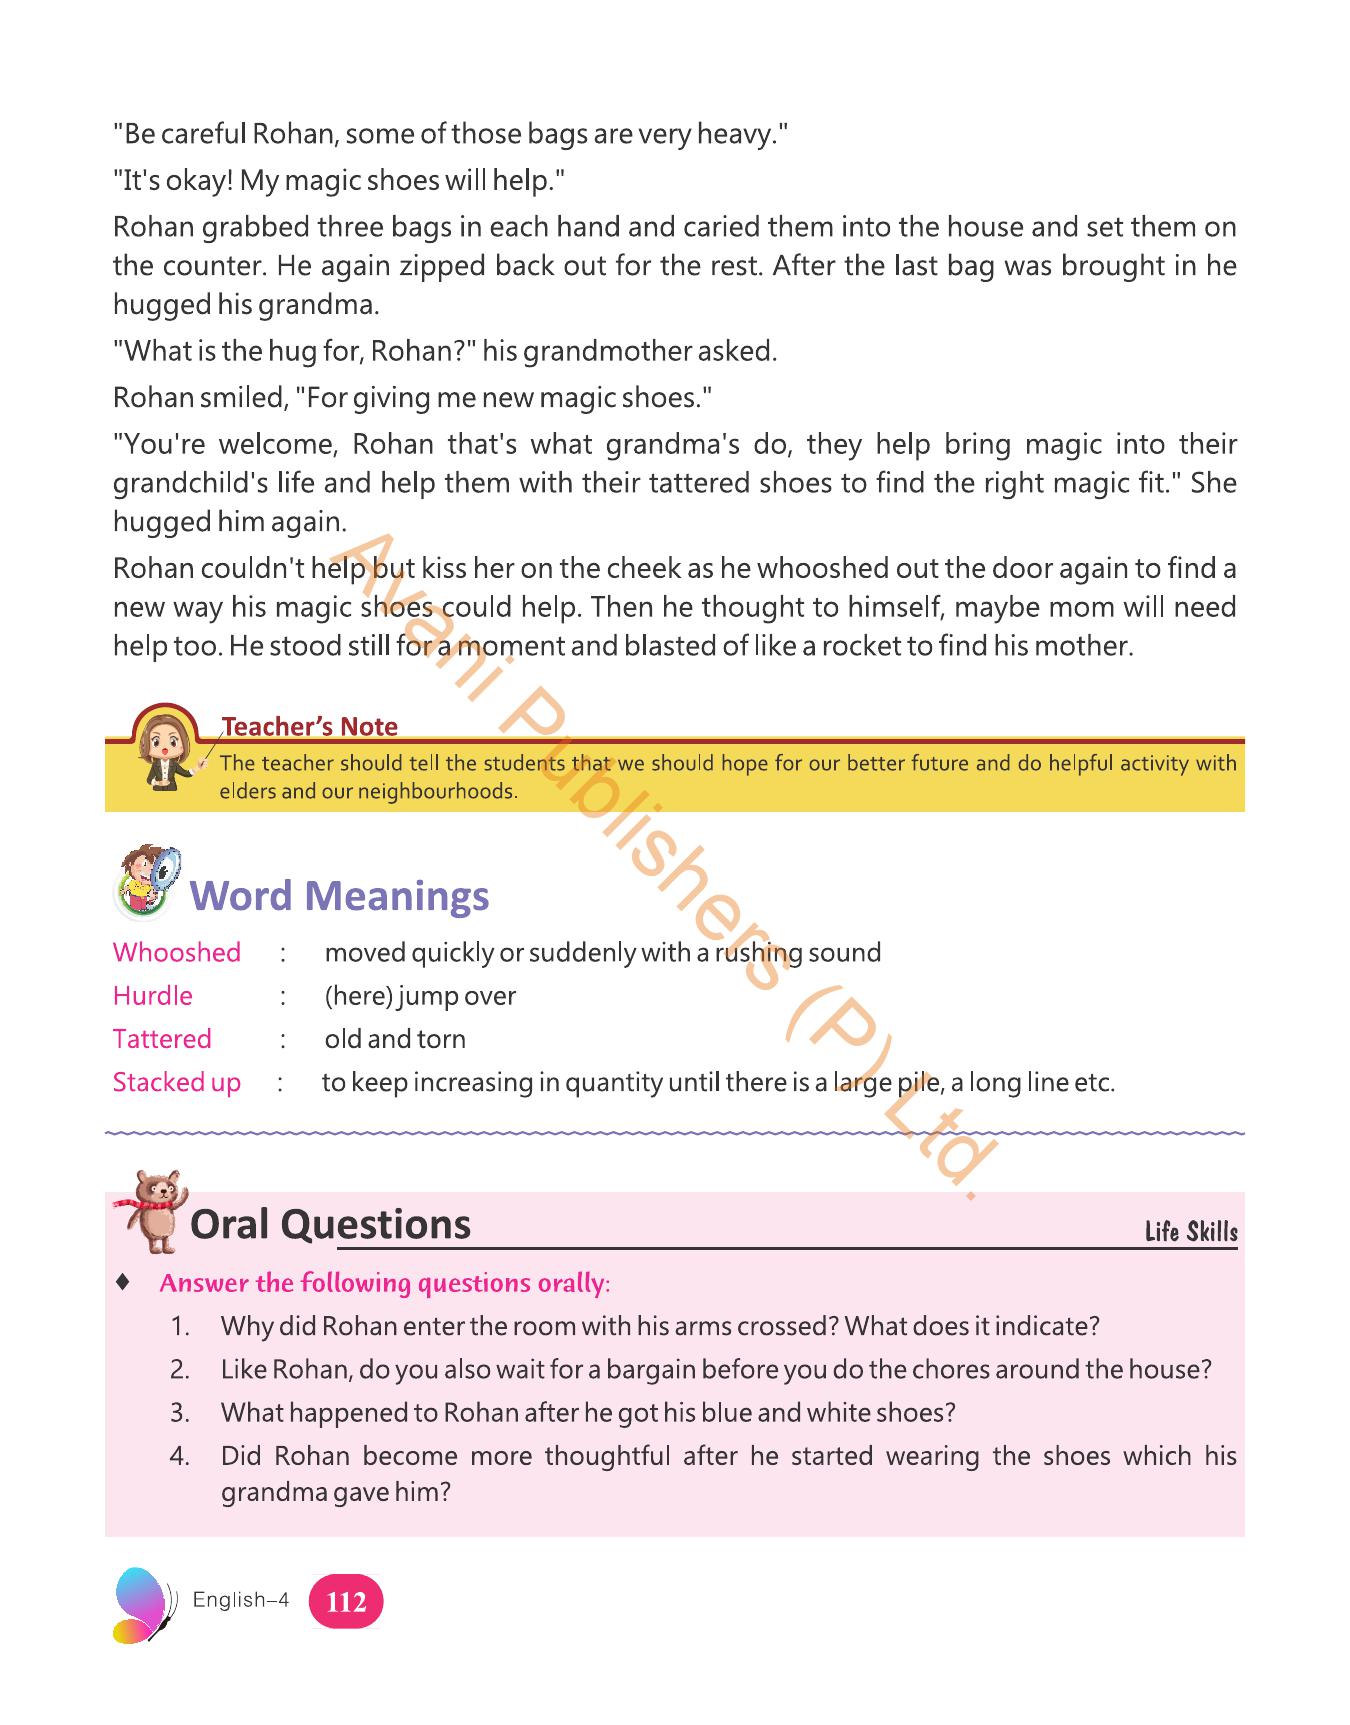 "Be careful Rohan, some of those bags are very heavy."
"It's okay! My magic shoes will help."
Rohan grabbed three bags in each hand and caried them into the house and set them on
the counter. He again zipped back out for the rest. After the last bag was brought in he
hugged his grandma.
"What is the hug for, Rohan?" his grandmother asked.
Rohan smiled, "For giving me new magic shoes."
"You're welcome, Rohan that's what grandma's do, they help bring magic into their
grandchild's life and help them with their tattered shoes to find the right magic fit." She
hugged him again.
Rohan couldn't help but kiss her on the cheek as he whooshed out the door again to find a
new way his magic shoes could help. Then he thought to himself, maybe mom will need
help too. He stood still for a moment and blasted of like a rocket to find his mother.
Teacher's Note
The teacher should tell the students that we should hope for our better future and do helpful activity with
elders and our neighbourhoods.
Word Meanings
Whooshed : moved quickly or suddenly with a rushing sound
Hurdle : (here) jump over
Tattered : old and torn
Stacked up : to keep increasing in quantity until there is a large pile, a long line etc.
Oral Questions
Life Skills
♦ Answer the following questions orally:
1. Why did Rohan enter the room with his arms crossed? What does it indicate?
2. Like Rohan, do you also wait for a bargain before you do the chores around the house?
3. What happened to Rohan after he got his blue and white shoes?
4. Did Rohan become more thoughtful after he started wearing the shoes which his
grandma gave him?
English–4 112
Avani Publishers (P) Ltd.